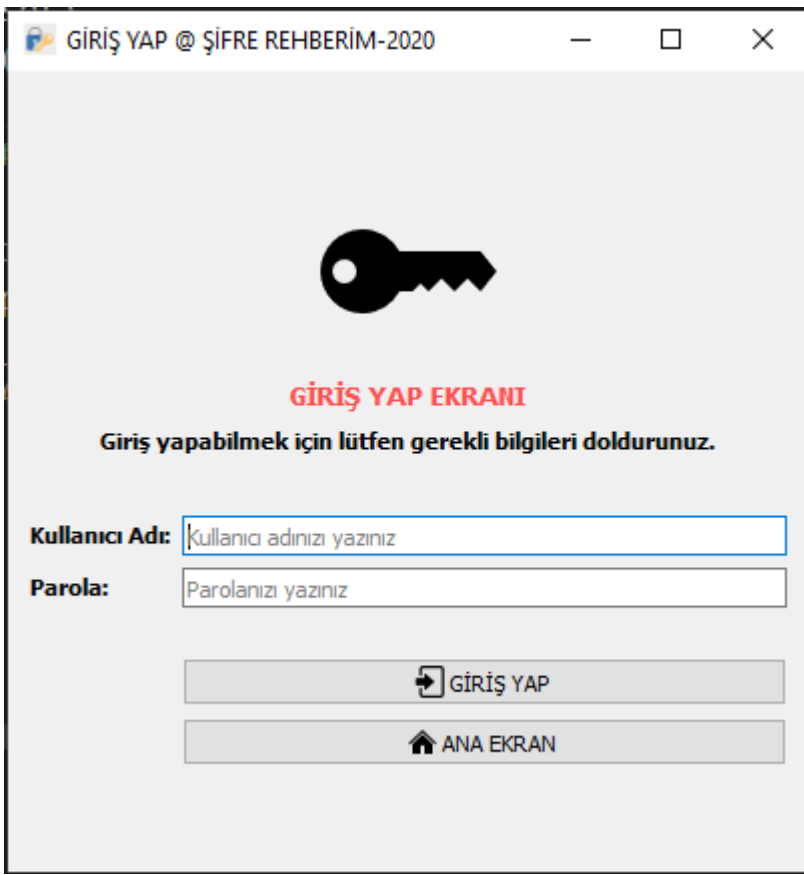 GİRİŞ YAP @ ŞİFRE REHBERİM-2020
GİRİŞ YAP EKRANI
Giriş yapabilmek için lütfen gerekli bilgileri doldurunuz.
Kullanıcı Adı: Kullanıcı adınızı yazınız
Parola: Parolanızı yazınız
GİRİŞ YAP
ANA EKRAN